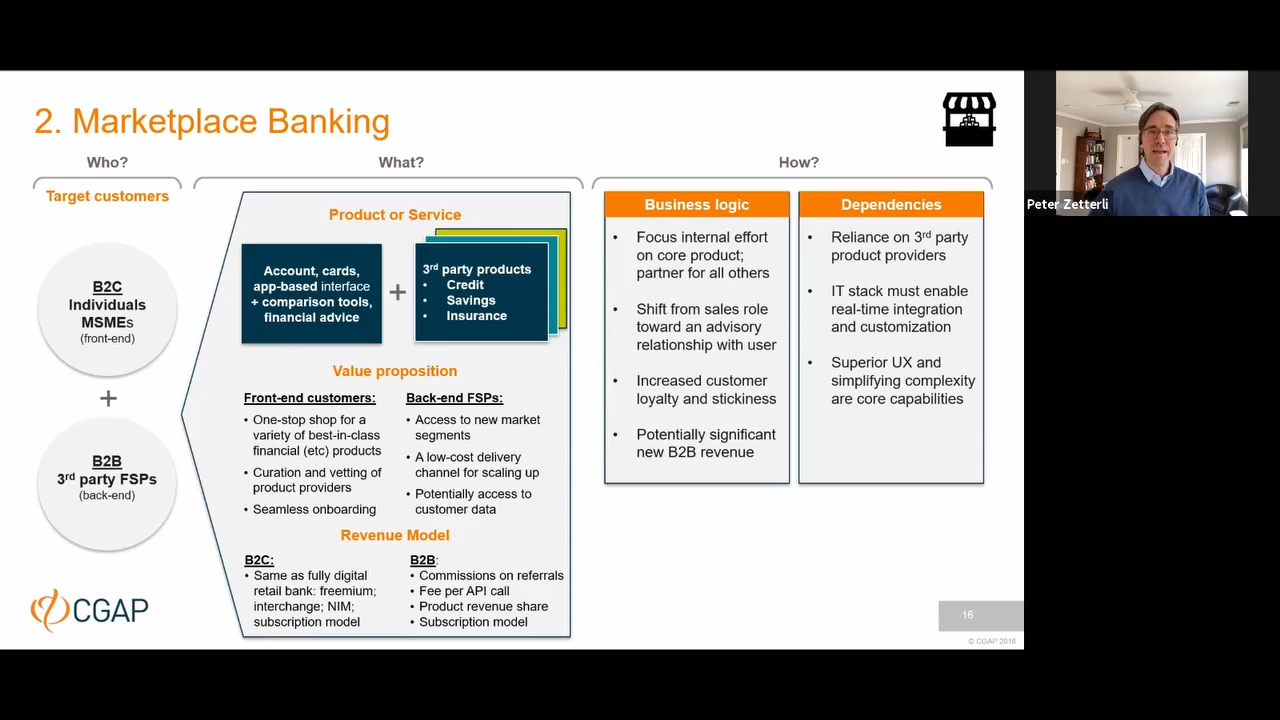 2. Marketplace Banking
Who?
What?
How?
Target customers
B2C
Individuals
MSMEs
(front-end)
+
B2B
3rd party FSPs
(back-end)
Product or Service
Account, cards,
app-based interface
+ comparison tools,
financial advice
+
3rd party products
• Credit
• Savings
• Insurance
Value proposition
Front-end customers:
• One-stop shop for a
variety of best-in-class
financial (etc) products
• Curation and vetting of
product providers
• Seamless onboarding
Back-end FSPs:
• Access to new market
segments
• A low-cost delivery
channel for scaling up
• Potentially access to
customer data
Revenue Model
B2C:
• Same as fully digital
retail bank: freemium;
interchange; NIM;
subscription model
B2B:
• Commissions on referrals
• Fee per API call
• Product revenue share
• Subscription model
Business logic
• Focus internal effort
on core product;
partner for all others
• Shift from sales role
toward an advisory
relationship with user
• Increased customer
loyalty and stickiness
• Potentially significant
new B2B revenue
Dependencies
• Reliance on 3rd party
product providers
• IT stack must enable
real-time integration
and customization
• Superior UX and
simplifying complexity
are core capabilities
CGAP
16
© CGAP 2018
Peter Zetterli